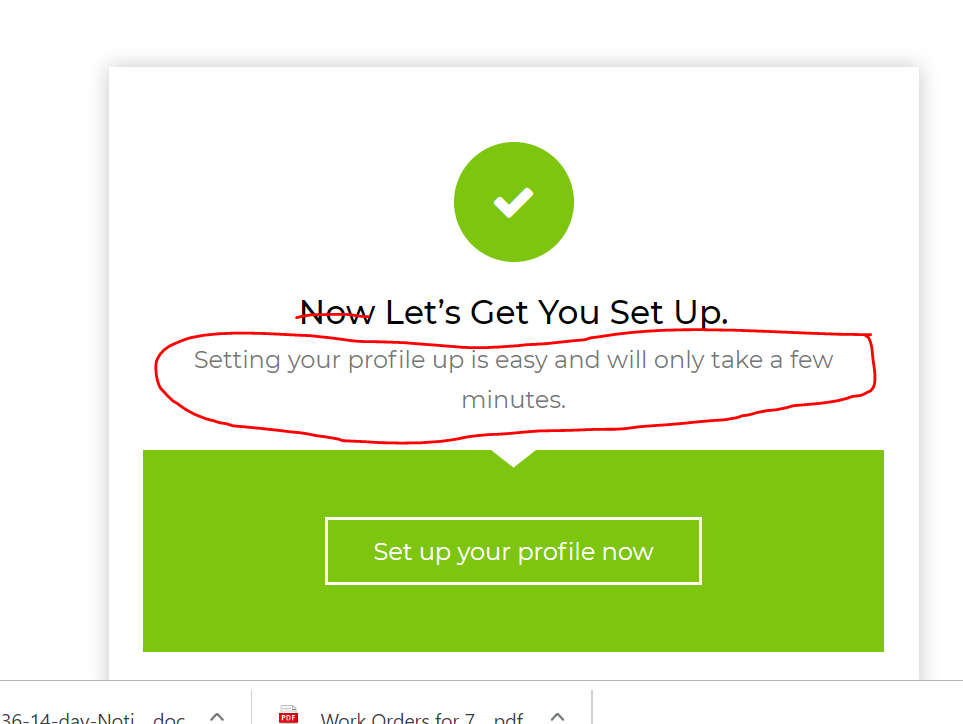 Now Let’s Get You Set Up.
Setting your profile up is easy and will only take a few
minutes.
Set up your profile now
36-14-day-Noti....doc
PDF
Work Orders for 7....pdf